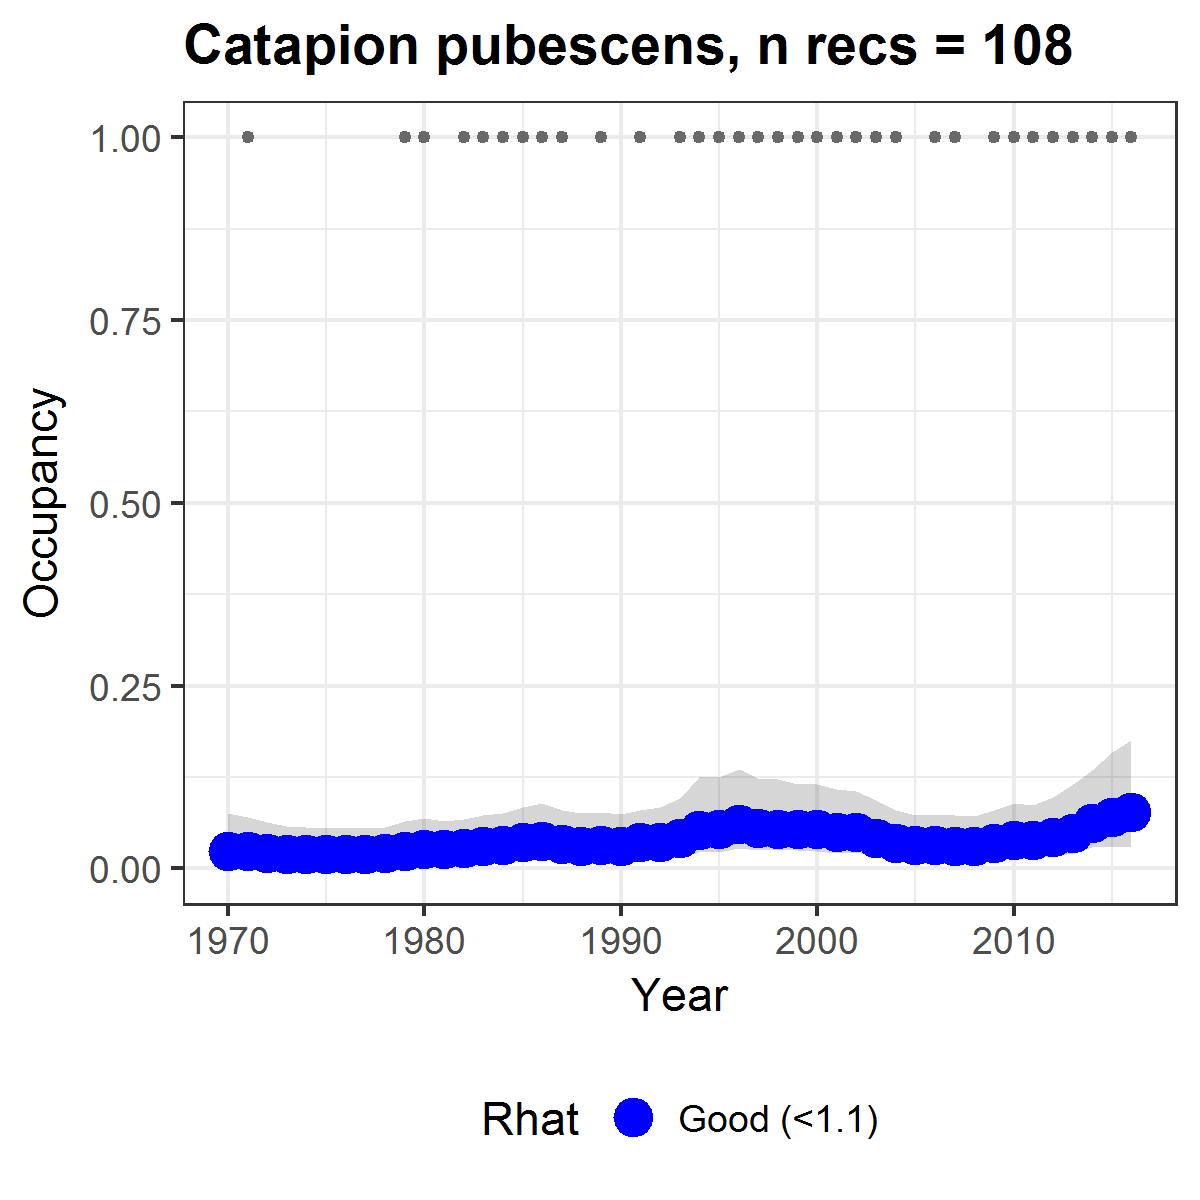 Catapion pubescens, n recs = 108
1.00
0.75
0.50
0.25
0.00
Occupancy
1970 1980 1990 2000 2010
Year
Rhat Good (<1.1)